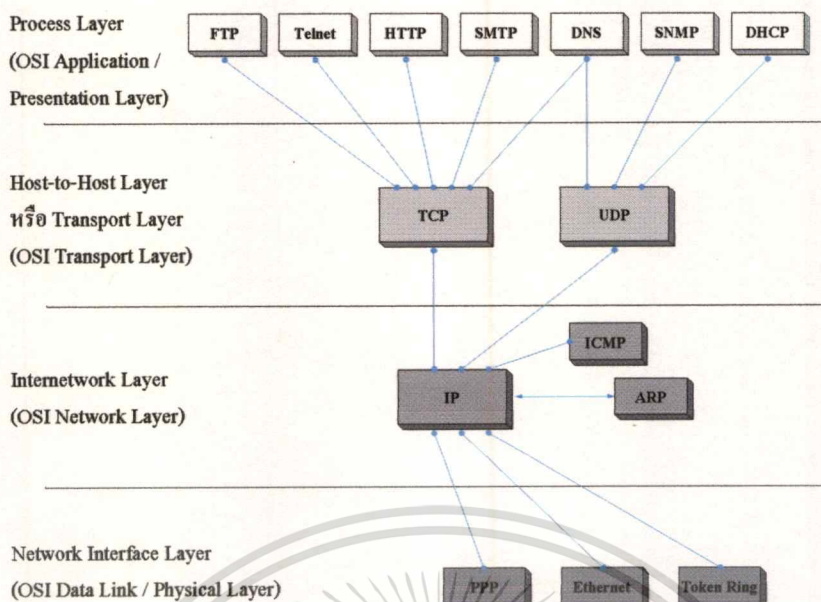 Process Layer
(OSI Application /
Presentation Layer)
FTP Telnet HTTP SMTP DNS SNMP DHCP
Host-to-Host Layer
หรือ Transport Layer
(OSI Transport Layer)
TCP UDP
ICMP
Internetwork Layer
(OSI Network Layer)
IP ARP
Network Interface Layer
(OSI Data Link / Physical Layer)
PPP Ethernet Token Ring